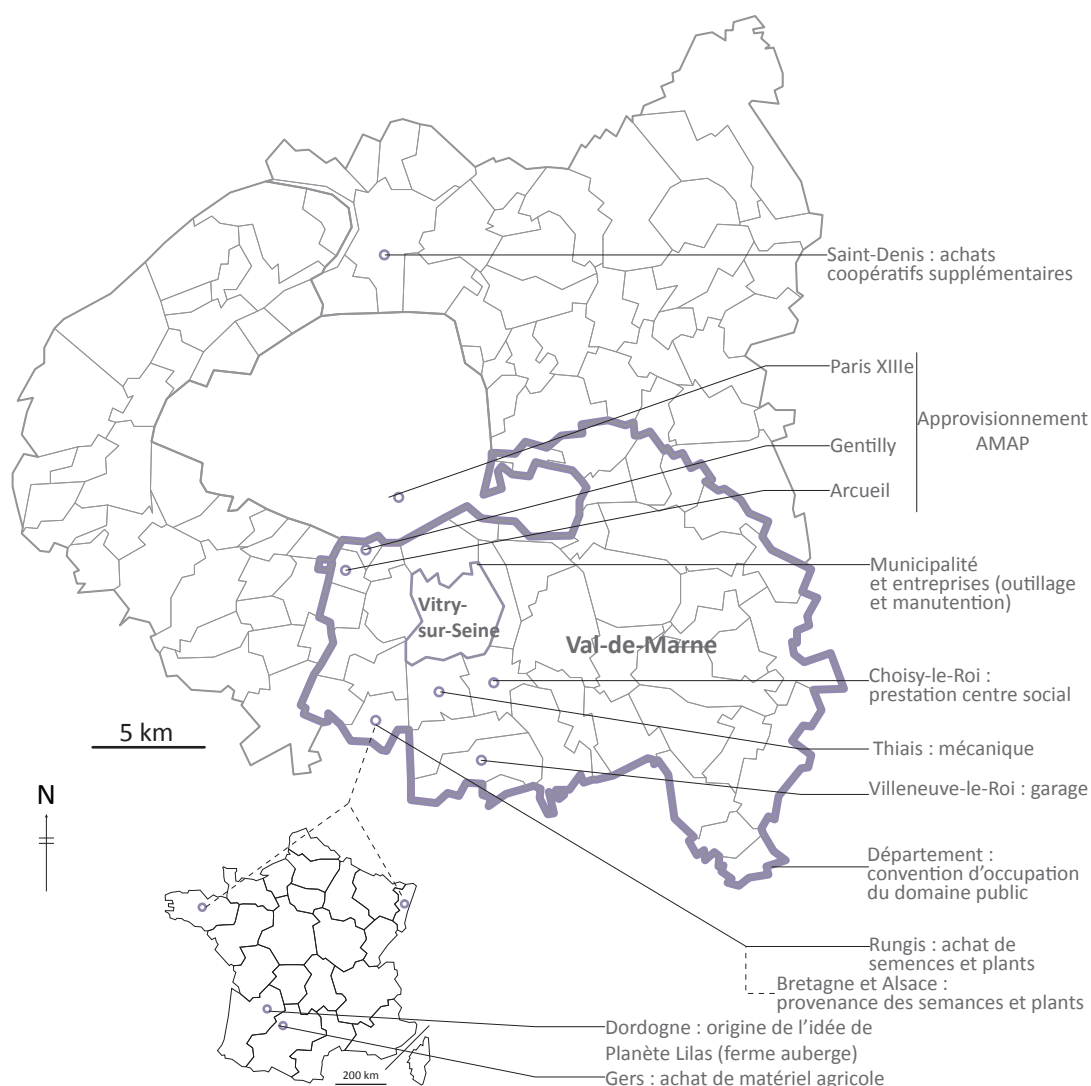 Saint-Denis : achats
coopératifs supplémentaires
Paris XIIIe
Approvisionnement
AMAP
Gentilly
Arcueil
Municipalité
et entreprises (outillage
et manutention)
Vitry-
sur-Seine
Val-de-Marne
Choisy-le-Roi :
prestation centre social
5 km
Thiais : mécanique
Villeneuve-le-Roi : garage
N
Département :
convention d'occupation
du domaine public
Rungis : achat de
semences et plants
Bretagne et Alsace :
provenance des semances et plants
Dordogne : origine de l'idée de
Planète Lilas (ferme auberge)
200 km
Gers : achat de matériel agricole